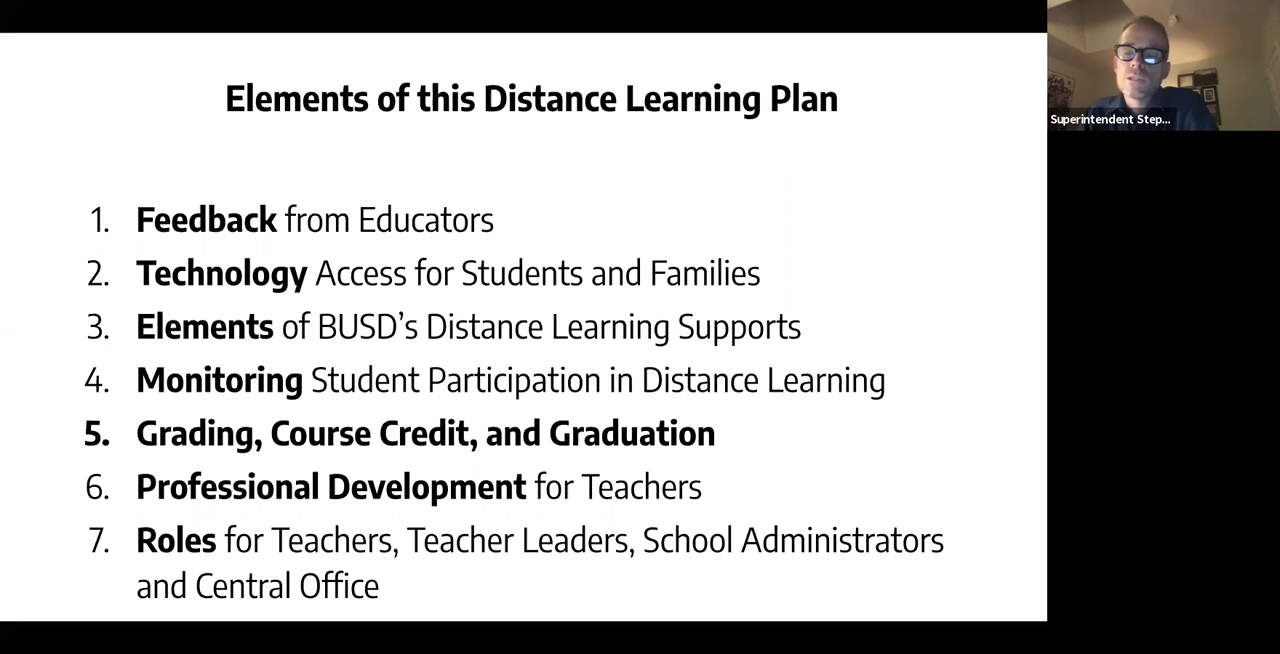 Elements of this Distance Learning Plan
Superintendent Step...
1. Feedback from Educators
2. Technology Access for Students and Families
3. Elements of BUSD’s Distance Learning Supports
4. Monitoring Student Participation in Distance Learning
5. Grading, Course Credit, and Graduation
6. Professional Development for Teachers
7. Roles for Teachers, Teacher Leaders, School Administrators
and Central Office